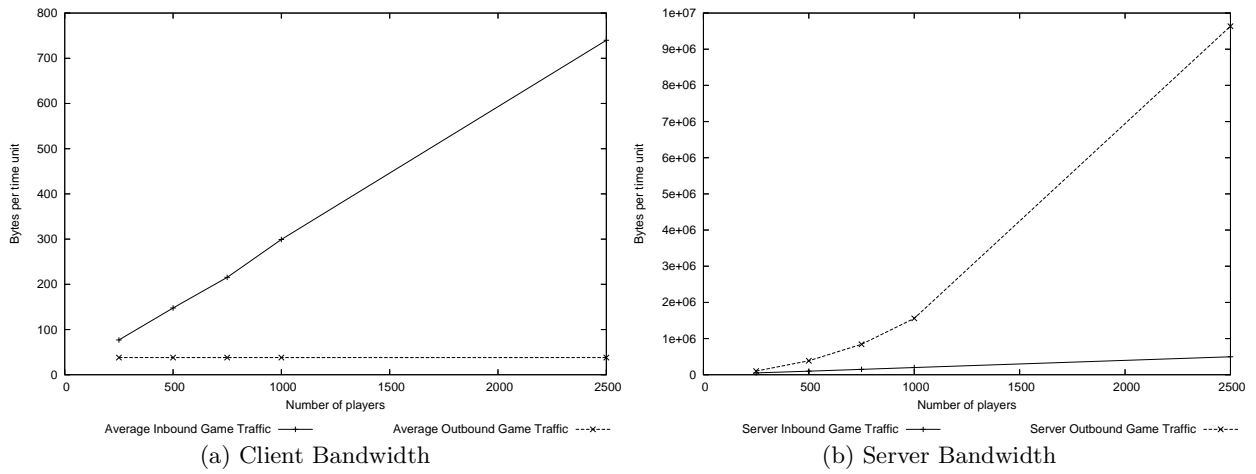 800
700
600
500
400
300
200
100
0
Bytes per time unit
0 500 1000 1500 2000 2500
Number of players
Average Inbound Game Traffic Average Outbound Game Traffic
(a) Client Bandwidth
1e+07
9e+06
8e+06
7e+06
6e+06
5e+06
4e+06
3e+06
2e+06
1e+06
0
Bytes per time unit
0 500 1000 1500 2000 2500
Number of players
Server Inbound Game Traffic Server Outbound Game Traffic
(b) Server Bandwidth